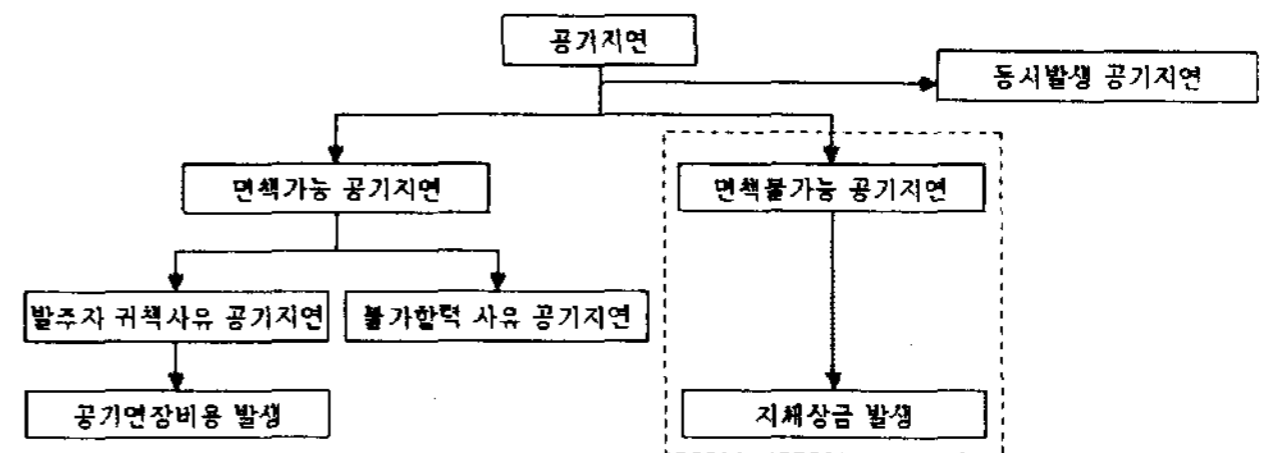 공기지연
동시발생 공기지연
면책가능 공기지연
면책불가능 공기지연
발주자 귀책사유 공기지연
불가항력 사유 공기지연
공기연장비용 발생
지체상금 발생